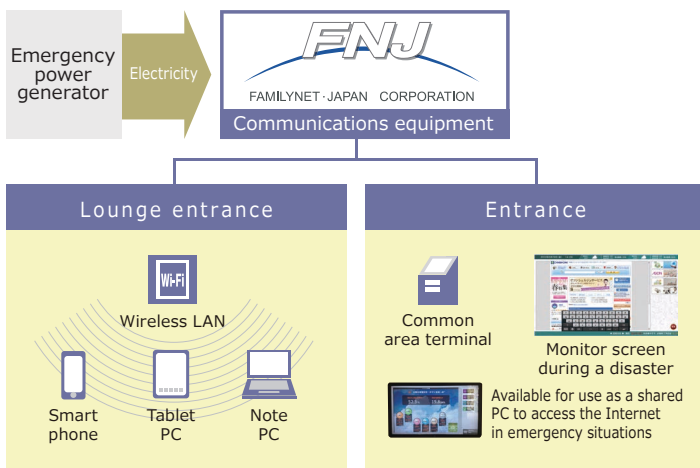 Emergency
power
generator
Electricity
FNJ
FAMILYNET·JAPAN CORPORATION
Communications equipment
Lounge entrance
Wi-Fi
Wireless LAN
Smart
phone
Tablet
PC
Note
PC
Entrance
Common
area terminal
Monitor screen
during a disaster
Available for use as a shared
PC to access the Internet
in emergency situations